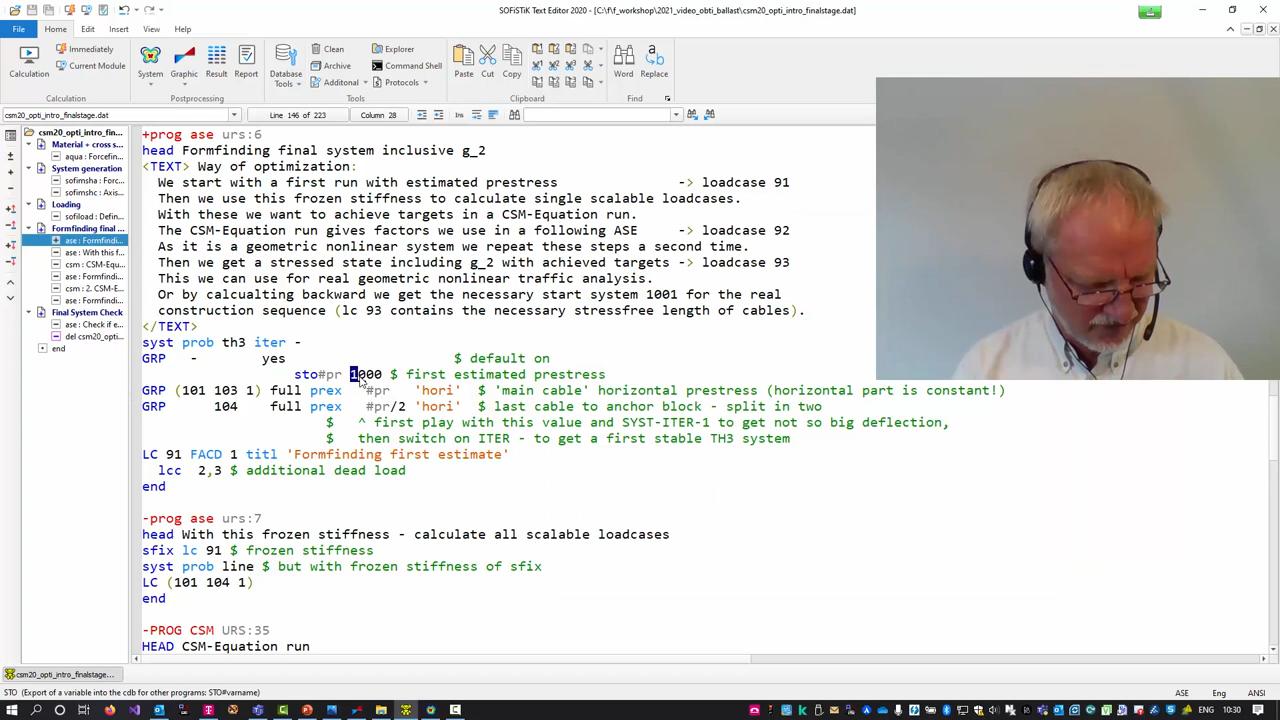 SOFiSTiK Text Editor 2020 - [C:\f\f_workshop\2021_video_obti_ballast\csm20_opti_intro_finalstage.dat]
File Home Edit Insert View Help
Calculation
Immediately
Current Module
Calculation
System
Graphic
Result
Report
Postprocessing
Database Tools
Clean
Archive
Additonal
Explorer
Command Shell
Protocols
Tools
Paste
Cut
Copy
Clipboard
Word
Replace
Find
csm20_opti_intro_finalstage.dat
Line 146 of 223
Column 28
Ins
csm20_opti_intro_fin...
Material + cross s...
aqua : Forcefin...
System generation
sofimsha : Forc...
sofimshc : Axis...
Loading
sofiload : Defin...
Formfinding final ...
ase : Formfindi...
ase : With this f...
csm : CSM-Equ...
ase : Formfindi...
csm : 2. CSM-E...
ase : Formfindi...
Final System Check
ase : Check if e...
del csm20_opti...
end
+prog ase urs:6
head Formfinding final system inclusive g_2
<TEXT> Way of optimization:
We start with a first run with estimated prestress -> loadcase 91
Then we use this frozen stiffness to calculate single scalable loadcases.
With these we want to achieve targets in a CSM-Equation run.
The CSM-Equation run gives factors we use in a following ASE -> loadcase 92
As it is a geometric nonlinear system we repeat these steps a second time.
Then we get a stressed state including g_2 with achieved targets -> loadcase 93
This we can use for real geometric nonlinear traffic analysis.
Or by calcualting backward we get the necessary start system 1001 for the real
construction sequence (lc 93 contains the necessary stressfree length of cables).
</TEXT>
syst prob th3 iter -
GRP - yes $ default on
sto#pr 1000 $ first estimated prestress
GRP (101 103 1) full prex #pr 'hori' $ 'main cable' horizontal prestress (horizontal part is constant!)
GRP 104 full prex #pr/2 'hori' $ last cable to anchor block - split in two
$ ^ first play with this value and SYST-ITER-1 to get not so big deflection,
$ then switch on ITER - to get a first stable TH3 system
LC 91 FACD 1 titl 'Formfinding first estimate'
lcc 2,3 $ additional dead load
end
-prog ase urs:7
head With this frozen stiffness - calculate all scalable loadcases
sfix lc 91 $ frozen stiffness
syst prob line $ but with frozen stiffness of sfix
LC (101 104 1)
end
-PROG CSM URS:35
HEAD CSM-Equation run
csm20_opti_intro_finalstage...
STO (Export of a variable into the cdb for other programs: STO#varname)
ASE Eng ANSI
ENG 10:30